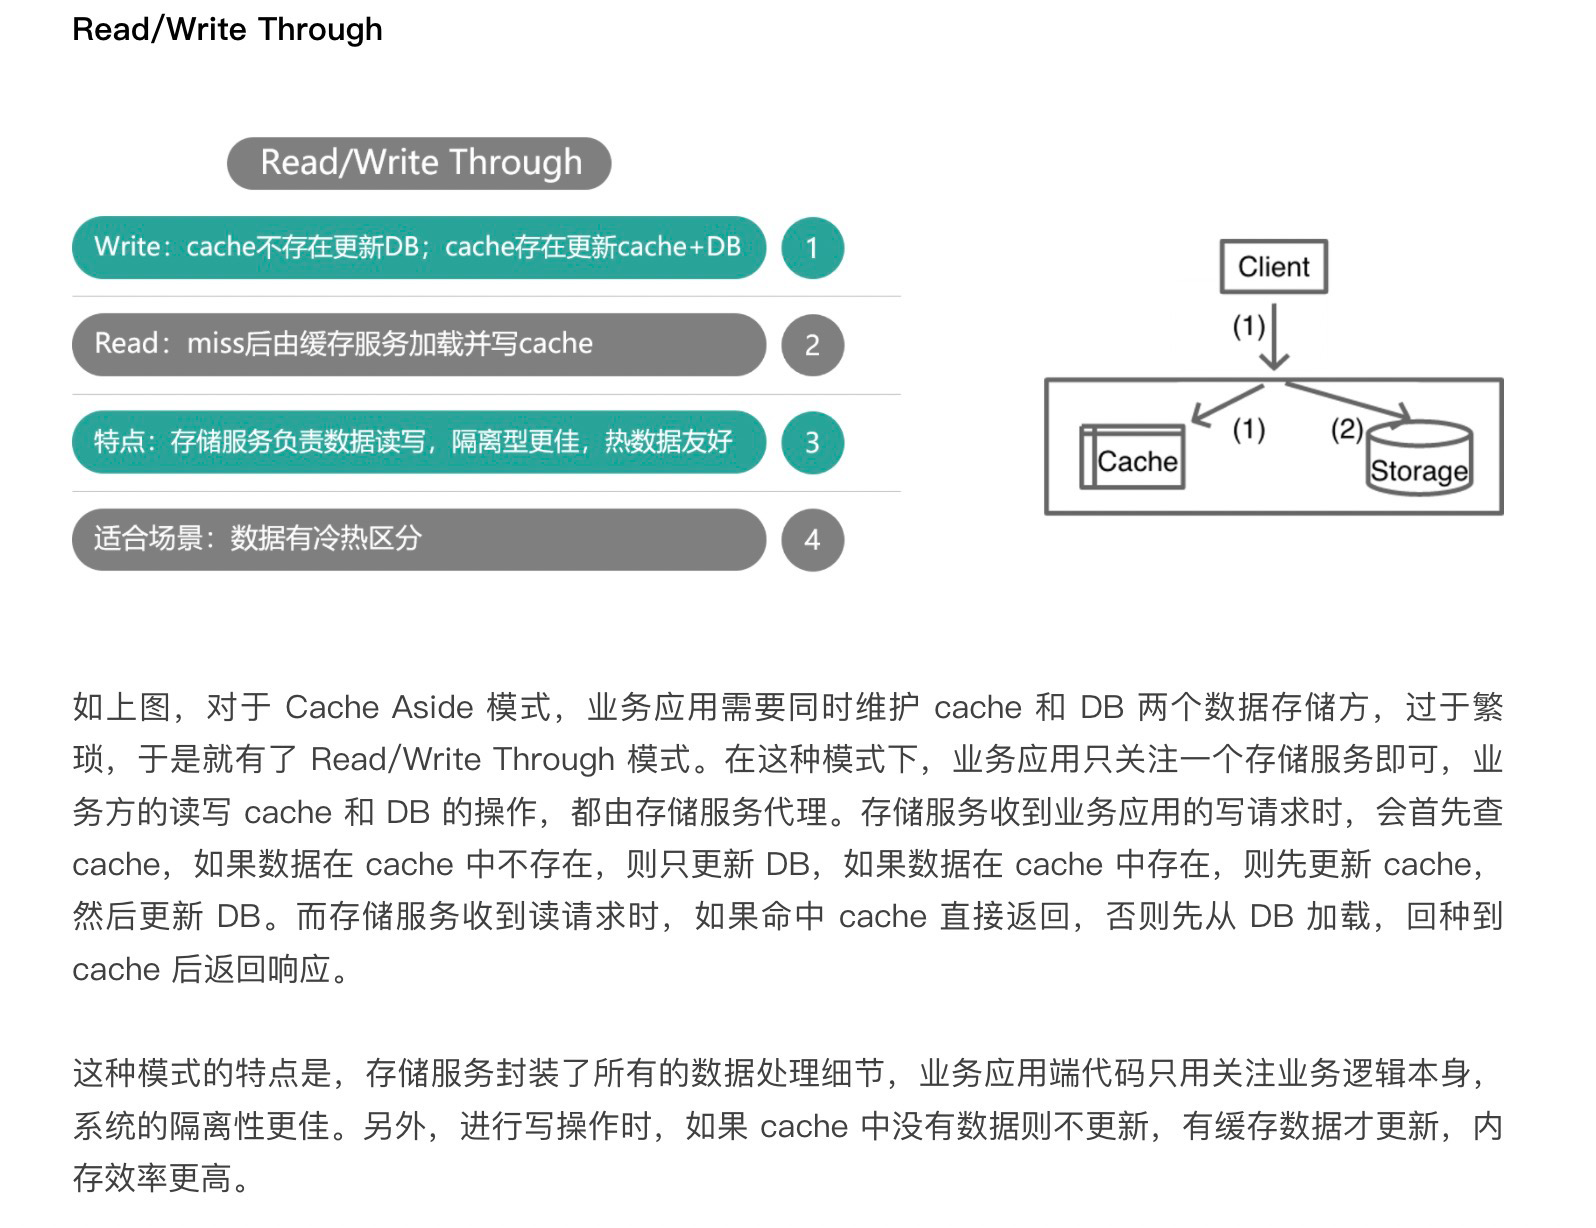 Read/Write Through
Read/Write Through
Write：cache不存在更新DB；cache存在更新cache+DB
1
Read：miss后由缓存服务加载并写cache
2
特点：存储服务负责数据读写，隔离型更佳，热数据友好
3
适合场景：数据有冷热区分
4
Client
(1)
(1)
(2)
Cache
Storage
如上图，对于 Cache Aside 模式，业务应用需要同时维护 cache 和 DB 两个数据存储方，过于繁
琐，于是就有了 Read/Write Through 模式。在这种模式下，业务应用只关注一个存储服务即可，业
务方的读写 cache 和 DB 的操作，都由存储服务代理。存储服务收到业务应用的写请求时，会首先查
cache，如果数据在 cache 中不存在，则只更新 DB，如果数据在 cache 中存在，则先更新 cache，
然后更新 DB。而存储服务收到读请求时，如果命中 cache 直接返回，否则先从 DB 加载，回种到
cache 后返回响应。
这种模式的特点是，存储服务封装了所有的数据处理细节，业务应用端代码只用关注业务逻辑本身，
系统的隔离性更佳。另外，进行写操作时，如果 cache 中没有数据则不更新，有缓存数据才更新，内
存效率更高。